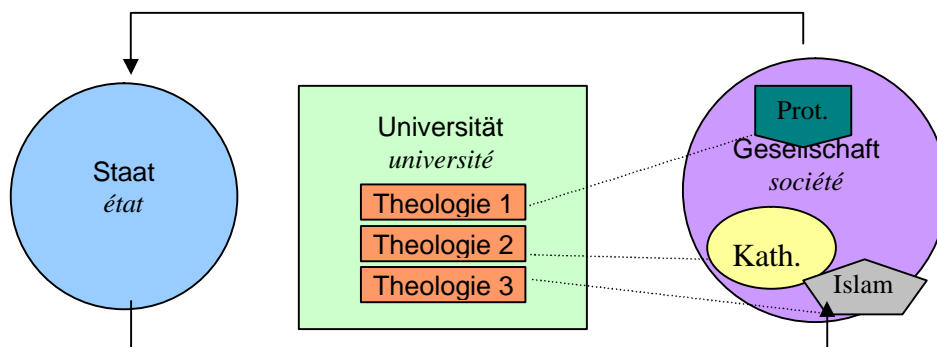 Staat
état
Universität
université
Theologie 1
Theologie 2
Theologie 3
Prot.
Gesellschaft
société
Kath.
Islam